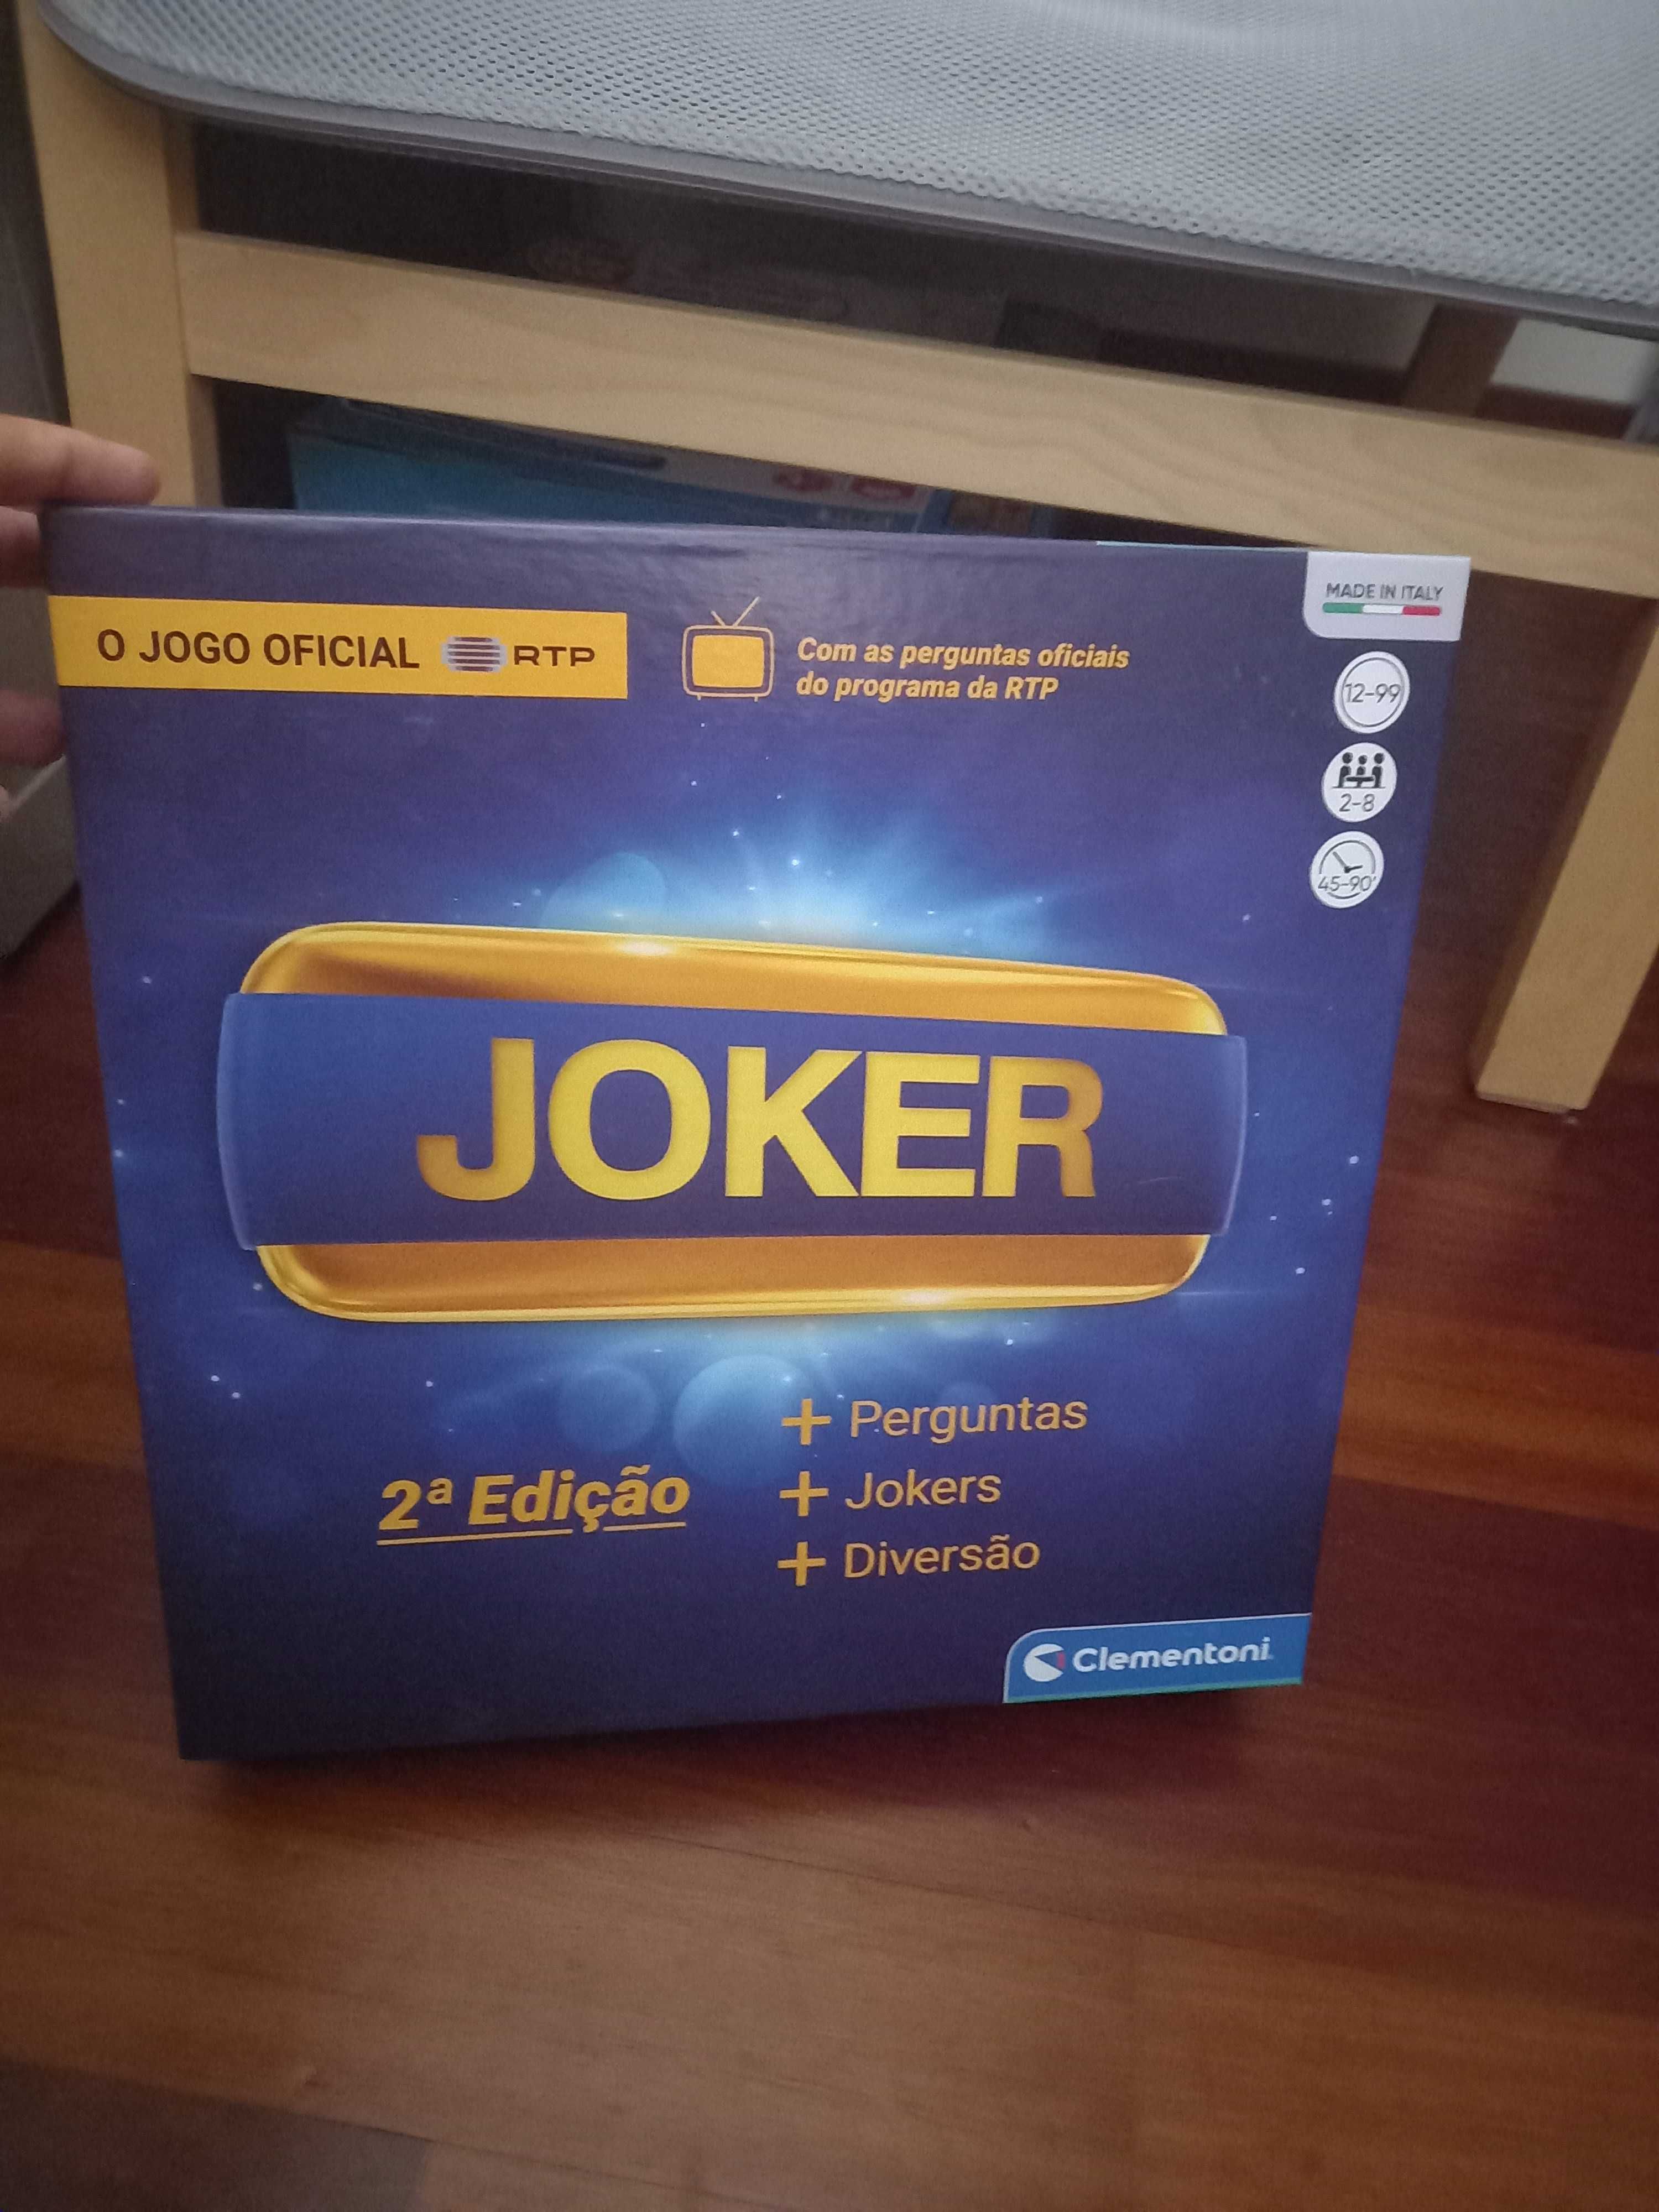 MADE IN ITALY
O JOGO OFICIAL RTP
Com as perguntas oficiais
do programa da RTP
12-99
2-8
45-90'
JOKER
2ª Edição
+ Perguntas
+ Jokers
+ Diversão
Clementoni